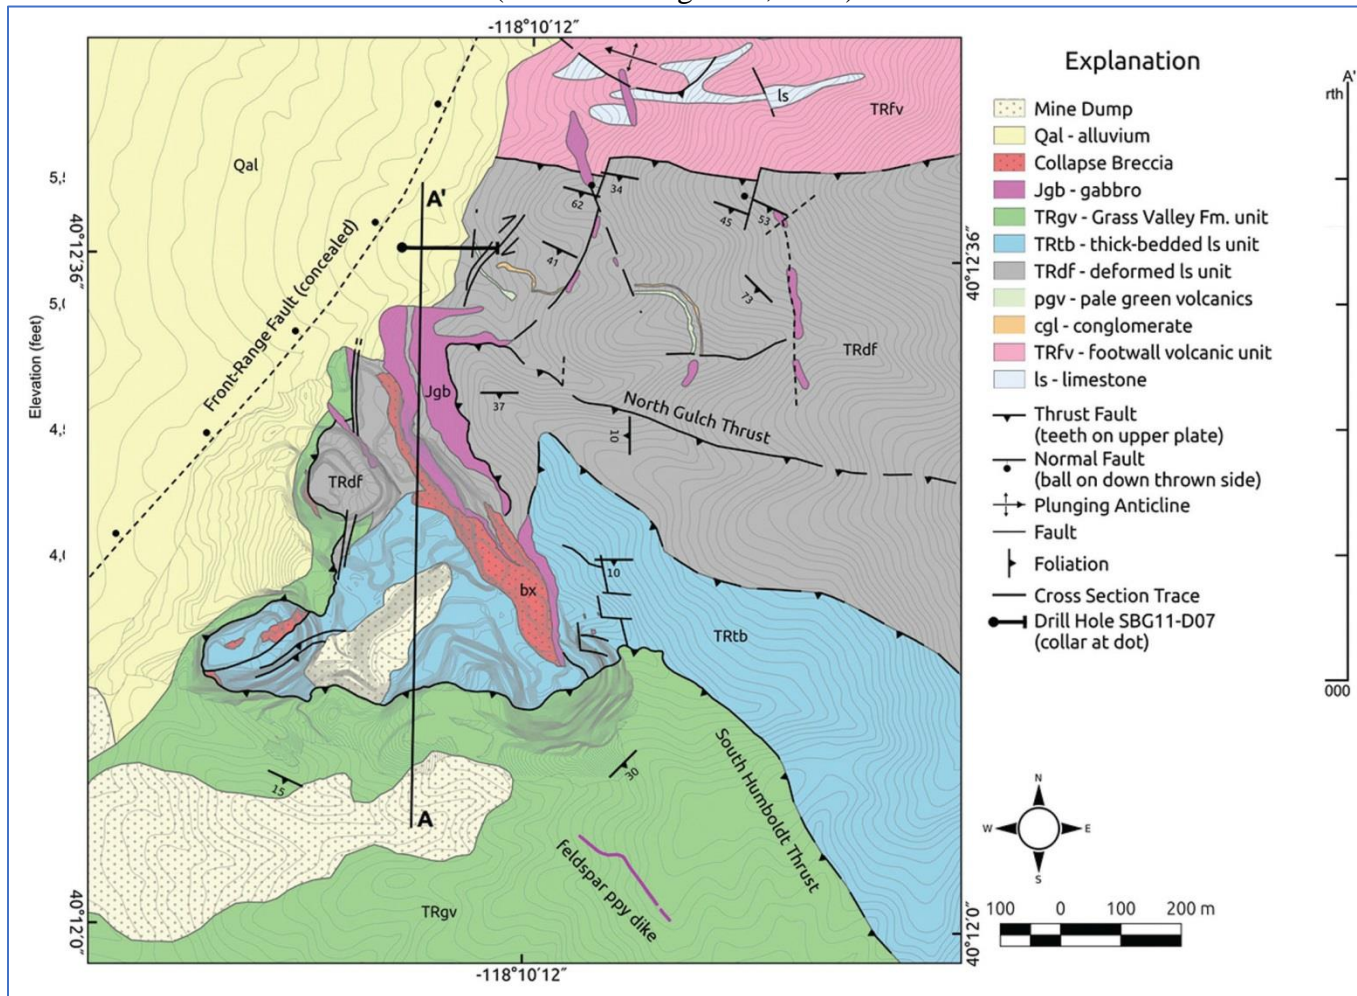 -118°10'12"
Explanation
A'
rth
Mine Dump
Qal - alluvium
Collapse Breccia
Jgb - gabbro
TRgv - Grass Valley Fm. unit
TRtb - thick-bedded ls unit
TRdf - deformed ls unit
pgv - pale green volcanics
cgl - conglomerate
TRfv - footwall volcanic unit
ls - limestone
Thrust Fault
(teeth on upper plate)
Normal Fault
(ball on down thrown side)
Plunging Anticline
Fault
Foliation
Cross Section Trace
Drill Hole SBG11-D07
(collar at dot)
000
ls
TRfv
Qal
5,
34
62
A'
45
53
40°12'36"
40°12'36"
41
73
5,
Front-Range Fault (concealed)
Elevation (feet)
TRdf
Jgb
37
North Gulch Thrust
10
4,
TRdf
4,
10
bx
TRtb
South Humboldt Thrust
30
15
A
feldspar ppy dike
TRgv
N
W
E
S
100 0 100 200 m
40°12'0"
40°12'0"
-118°10'12"